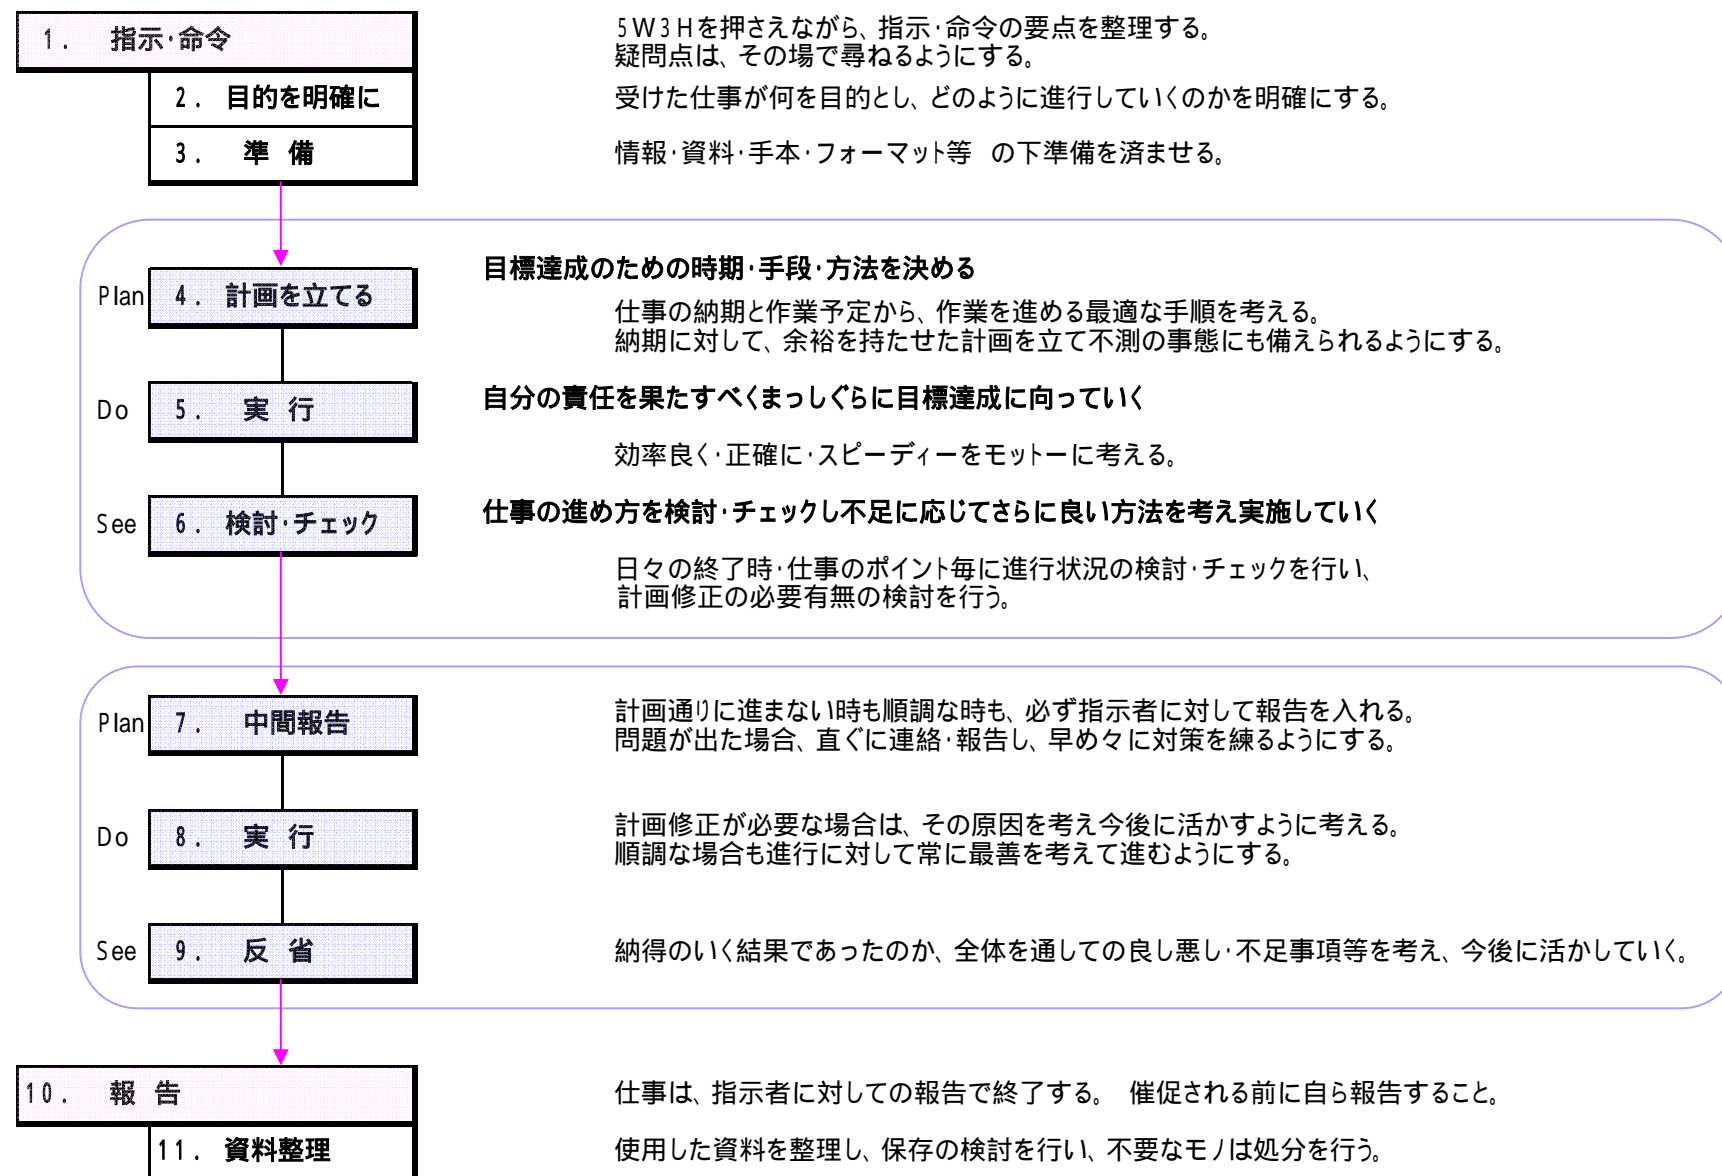 1. 指示・命令
5W3Hを押さえながら、指示・命令の要点を整理する。
疑問点は、その場で尋ねるようにする。
2. 目的を明確に
受けた仕事が何を目的とし、どのように進行していくのかを明確にする。
3. 準 備
情報・資料・手本・フォーマット等 の下準備を済ませる。
目標達成のための時期・手段・方法を決める
Plan
4. 計画を立てる
仕事の納期と作業予定から、作業を進める最適な手順を考える。
納期に対して、余裕を持たせた計画を立て不測の事態にも備えられるようにする。
Do
5. 実 行
自分の責任を果たすべくまっしぐらに目標達成に向っていく
効率良く・正確に・スピーディーをモットーに考える。
See
6. 検討・チェック
仕事の進め方を検討・チェックし不足に応じてさらに良い方法を考え実施していく
日々の終了時・仕事のポイント毎に進行状況の検討・チェックを行い、
計画修正の必要有無の検討を行う。
Plan
7. 中間報告
計画通りに進まない時も順調な時も、必ず指示者に対して報告を入れる。
問題が出た場合、直ぐに連絡・報告し、早め々に対策を練るようにする。
Do
8. 実 行
計画修正が必要な場合は、その原因を考え今後に活かすように考える。
順調な場合も進行に対して常に最善を考えて進むようにする。
See
9. 反 省
納得のいく結果であったのか、全体を通しての良し悪し・不足事項等を考え、今後に活かしていく。
10. 報 告
仕事は、指示者に対しての報告で終了する。 催促される前に自ら報告すること。
11. 資料整理
使用した資料を整理し、保存の検討を行い、不要なモノは処分を行う。